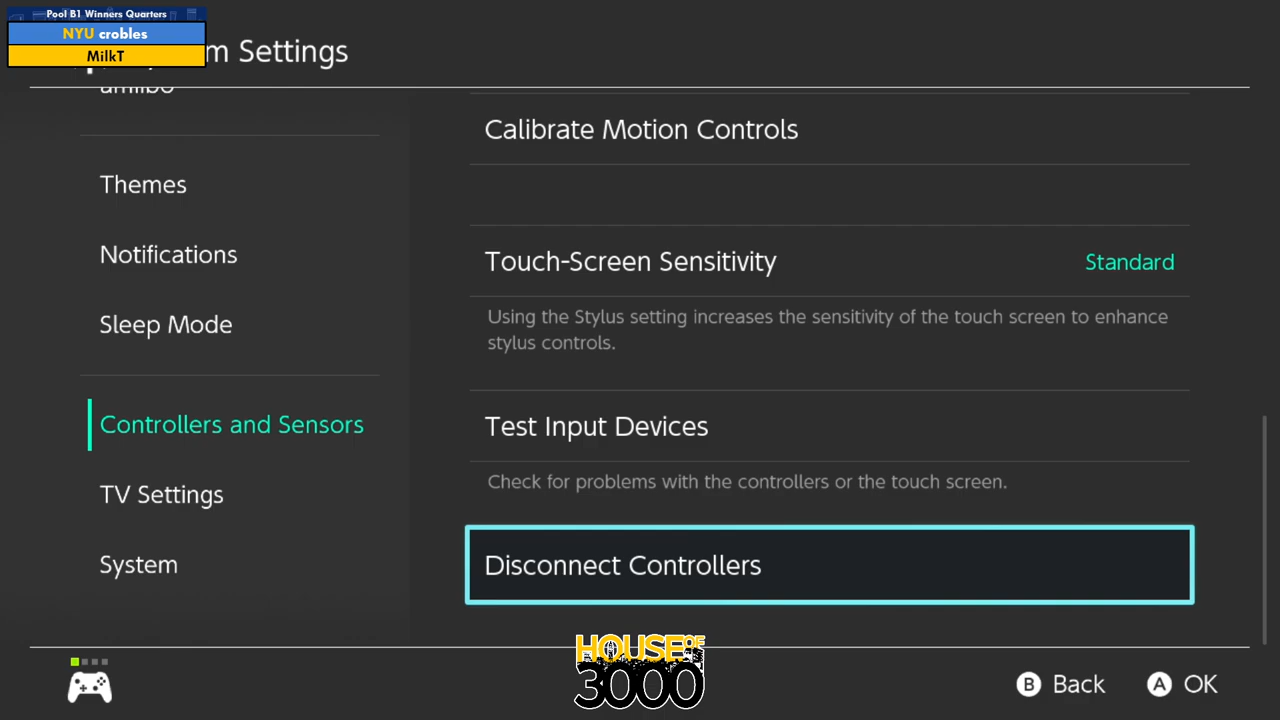 Pool B1 Winners Quarters
NYU crobles
MilkT
m Settings
amiibo
Themes
Notifications
Sleep Mode
Controllers and Sensors
TV Settings
System
Calibrate Motion Controls
Touch-Screen Sensitivity Standard
Using the Stylus setting increases the sensitivity of the touch screen to enhance
stylus controls.
Test Input Devices
Check for problems with the controllers or the touch screen.
Disconnect Controllers
HOUSE OF
3000
B Back A OK